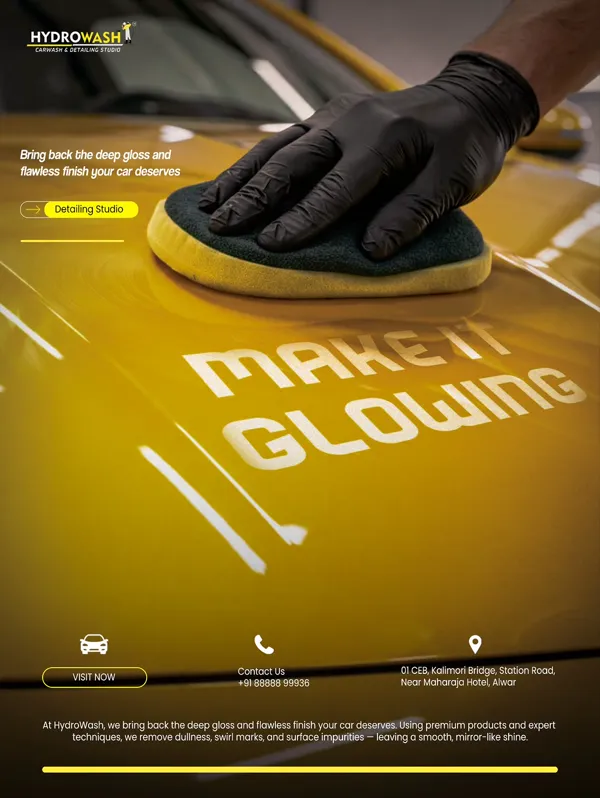 HYDROWASH
CARWASH & DETAILING STUDIO
Bring back the deep gloss and
flawless finish your car deserves
Detailing Studio
MAKE IT
GLOWING
VISIT NOW
Contact Us
+91 88888 99936
01 CEB, Kalimori Bridge, Station Road,
Near Maharaja Hotel, Alwar
At HydroWash, we bring back the deep gloss and flawless finish your car deserves. Using premium products and expert
techniques, we remove dullness, swirl marks, and surface impurities — leaving a smooth, mirror-like shine.